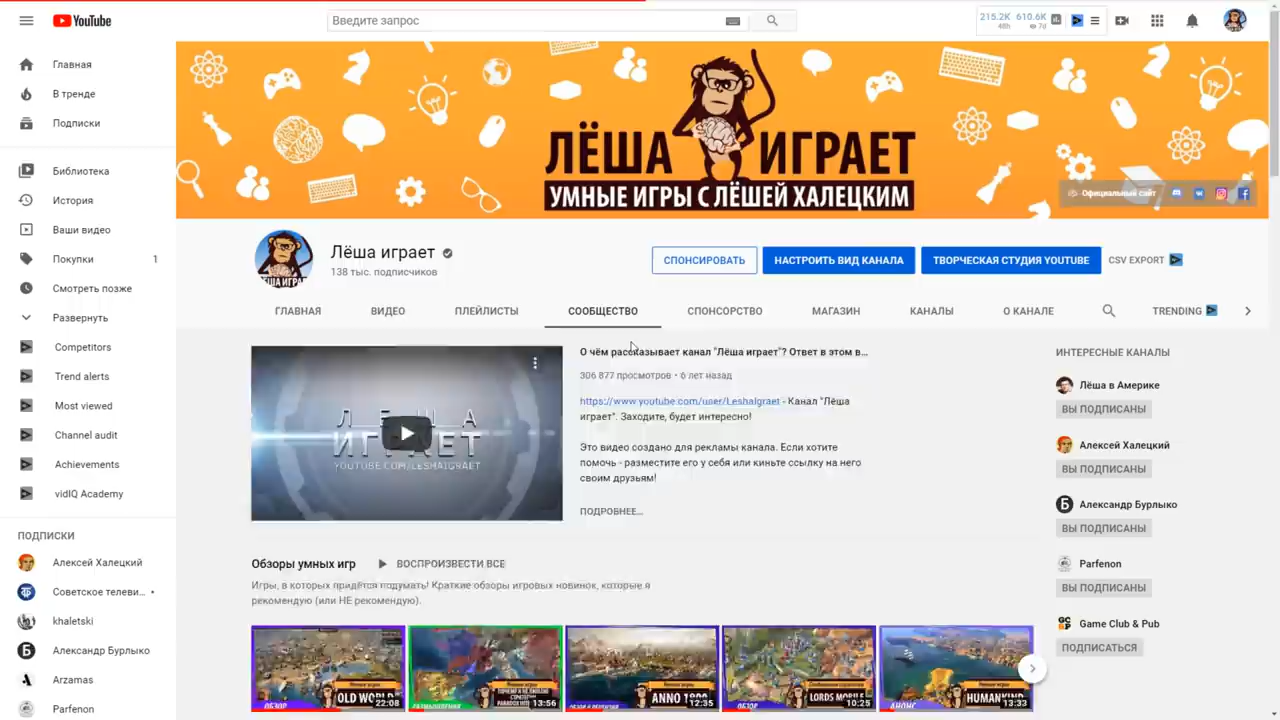 YouTube
Введите запрос
215.2K 610.6K
48h 7d
Главная
В тренде
Подписки
Библиотека
История
Ваши видео
Покупки 1
Смотреть позже
Развернуть
Competitors
Trend alerts
Most viewed
Channel audit
Achievements
vidIQ Academy
ПОДПИСКИ
Алексей Халецкий
Советское телеви...
khaletski
Александр Бурлыко
Arzamas
Parfenon
ЛЁША ИГРАЕТ
УМНЫЕ ИГРЫ С ЛЁШЕЙ ХАЛЕЦКИМ
Официальный сайт
Лёша играет
138 тыс. подписчиков
СПОНСИРОВАТЬ
НАСТРОИТЬ ВИД КАНАЛА
ТВОРЧЕСКАЯ СТУДИЯ YOUTUBE
CSV EXPORT
ГЛАВНАЯ ВИДЕО ПЛЕЙЛИСТЫ СООБЩЕСТВО СПОНСОРСТВО МАГАЗИН КАНАЛЫ О КАНАЛЕ TRENDING
ЛЕША
ИГРАЕТ
YOUTUBE.COM/LESHAIGRAET
О чём рассказывает канал "Лёша играет"? Ответ в этом в...
306 877 просмотров • 6 лет назад
https://www.youtube.com/user/LeshaIgraet - Канал "Лёша
играет". Заходите, будет интересно!
Это видео создано для рекламы канала. Если хотите
помочь - разместите его у себя или киньте ссылку на него
своим друзьям!
ПОДРОБНЕЕ...
Обзоры умных игр ВОСПРОИЗВЕСТИ ВСЕ
Игры, в которых придётся подумать! Краткие обзоры игровых новинок, которые я
рекомендую (или НЕ рекомендую).
ОБЗОР OLD WORLD 22:08
РАЗМЫШЛЕНИЯ 13:56
ANNO 1800 12:35
ОБЗОР LORDS MOBILE 10:25
АНОНС HUMANKIND 13:33
ИНТЕРЕСНЫЕ КАНАЛЫ
Лёша в Америке
ВЫ ПОДПИСАНЫ
Алексей Халецкий
ВЫ ПОДПИСАНЫ
Александр Бурлыко
ВЫ ПОДПИСАНЫ
Parfenon
ВЫ ПОДПИСАНЫ
Game Club & Pub
ПОДПИСАТЬСЯ